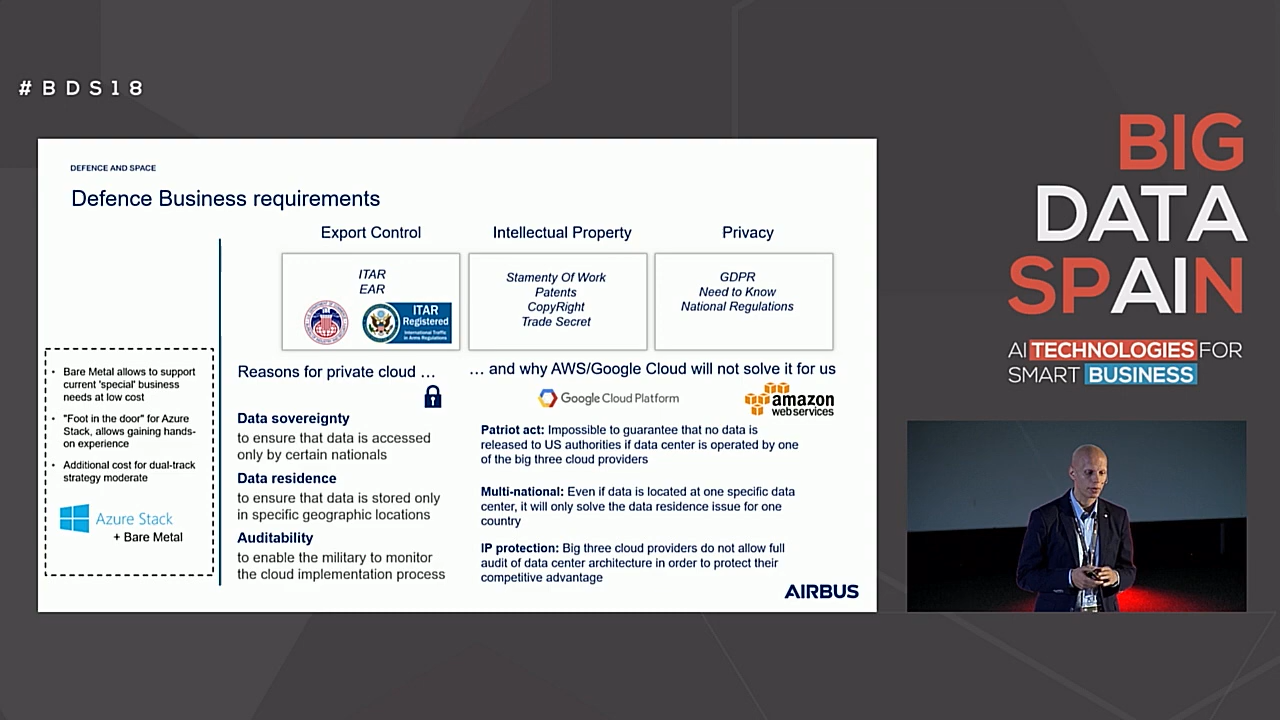 #BDS18
DEFENCE AND SPACE
Defence Business requirements
Export Control
ITAR
EAR
ITAR
Registered
International Traffic
in Arms Regulations
Intellectual Property
Stamenty Of Work
Patents
CopyRight
Trade Secret
Privacy
GDPR
Need to Know
National Regulations
• Bare Metal allows to support
current 'special' business
needs at low cost
• "Foot in the door" for Azure
Stack, allows gaining hands-
on experience
• Additional cost for dual-track
strategy moderate
Azure Stack
+ Bare Metal
Reasons for private cloud …
Data sovereignty
to ensure that data is accessed
only by certain nationals
Data residence
to ensure that data is stored only
in specific geographic locations
Auditability
to enable the military to monitor
the cloud implementation process
… and why AWS/Google Cloud will not solve it for us
Google Cloud Platform
amazon
web services
Patriot act: Impossible to guarantee that no data is
released to US authorities if data center is operated by one
of the big three cloud providers
Multi-national: Even if data is located at one specific data
center, it will only solve the data residence issue for one
country
IP protection: Big three cloud providers do not allow full
audit of data center architecture in order to protect their
competitive advantage
AIRBUS
BIG
DATA
SPAIN
AI TECHNOLOGIES FOR
SMART BUSINESS